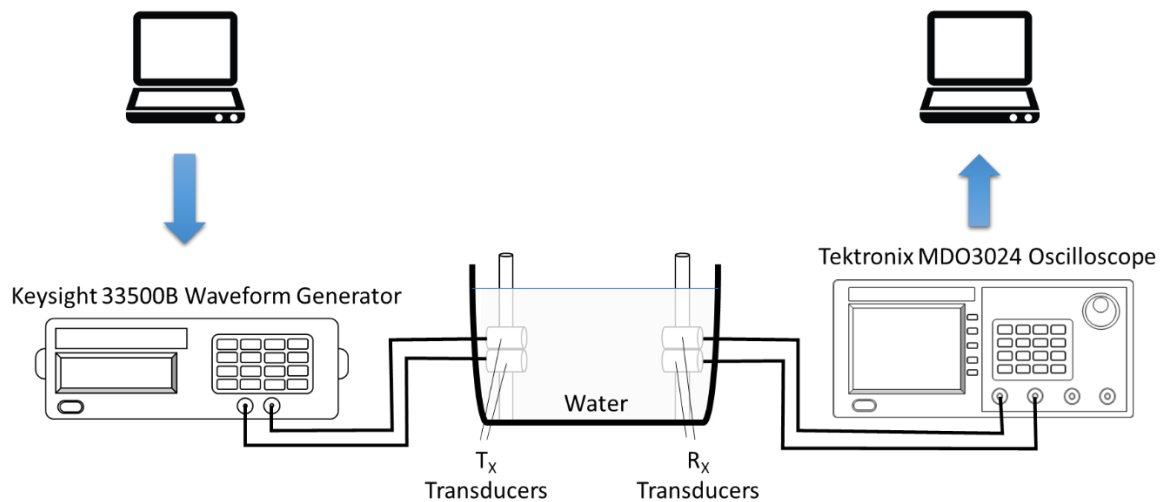 Tektronix MDO3024 Oscilloscope
Keysight 33500B Waveform Generator
Water
TX
Transducers
RX
Transducers